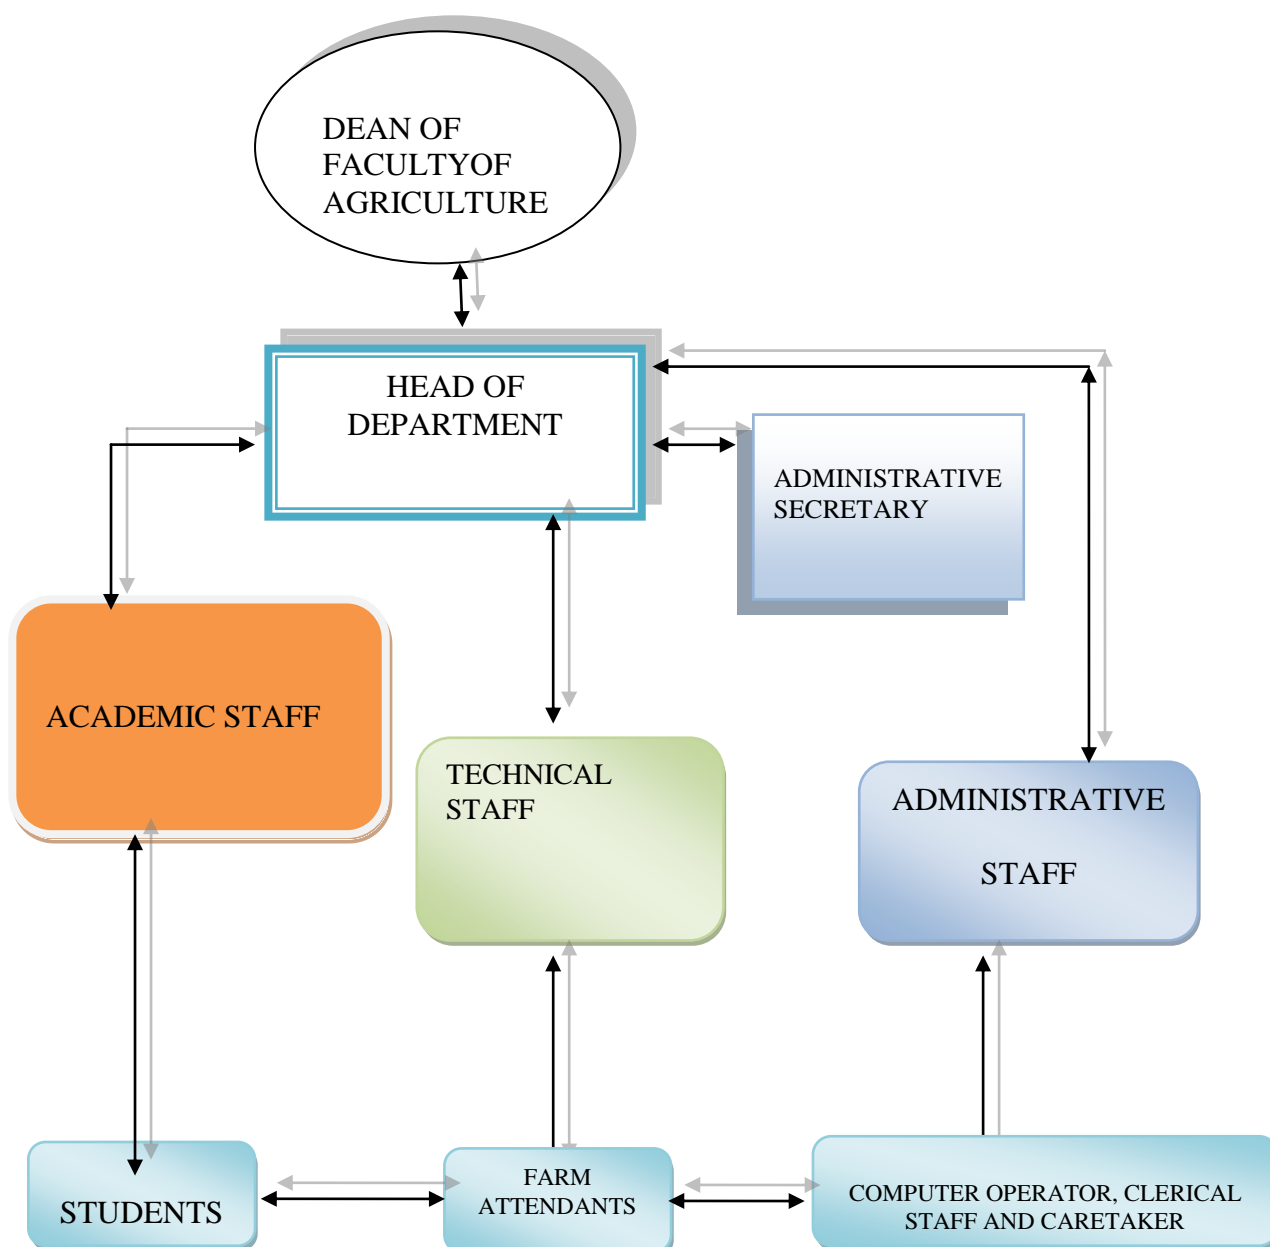 DEAN OF
FACULTYOF
AGRICULTURE
HEAD OF
DEPARTMENT
ADMINISTRATIVE
SECRETARY
ACADEMIC STAFF
TECHNICAL
STAFF
ADMINISTRATIVE
STAFF
STUDENTS
FARM
ATTENDANTS
COMPUTER OPERATOR, CLERICAL
STAFF AND CARETAKER